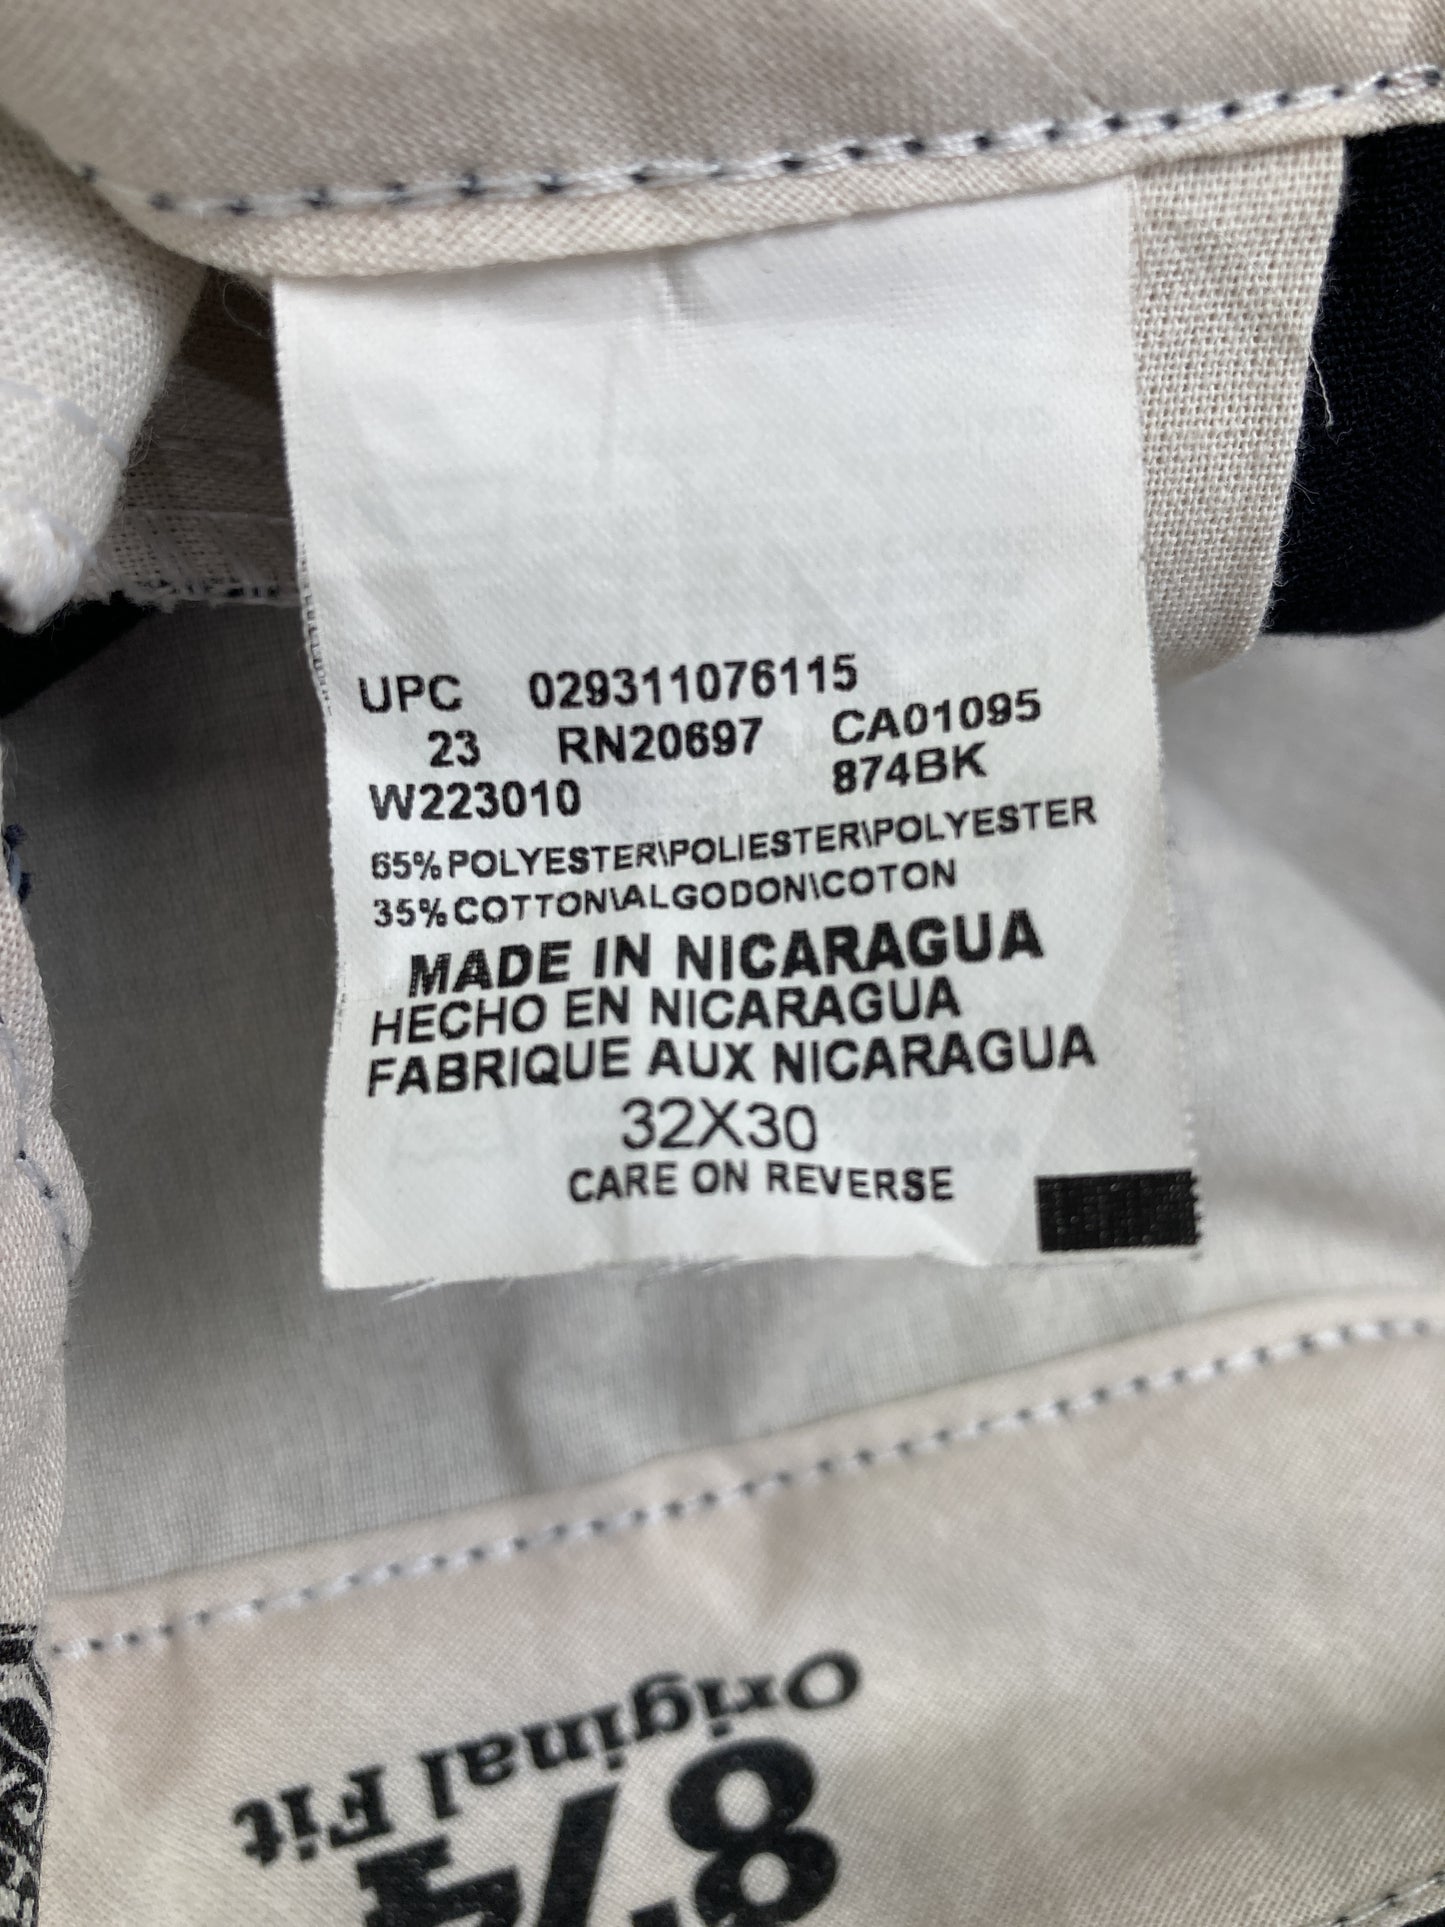 UPC 029311076115
23 RN20697 CA01095
W223010 874BK
65% POLYESTER\POLIESTER\POLYESTER
35% COTTON\ALGODON\COTON
MADE IN NICARAGUA
HECHO EN NICARAGUA
FABRIQUE AUX NICARAGUA
32X30
CARE ON REVERSE
874
Original Fit